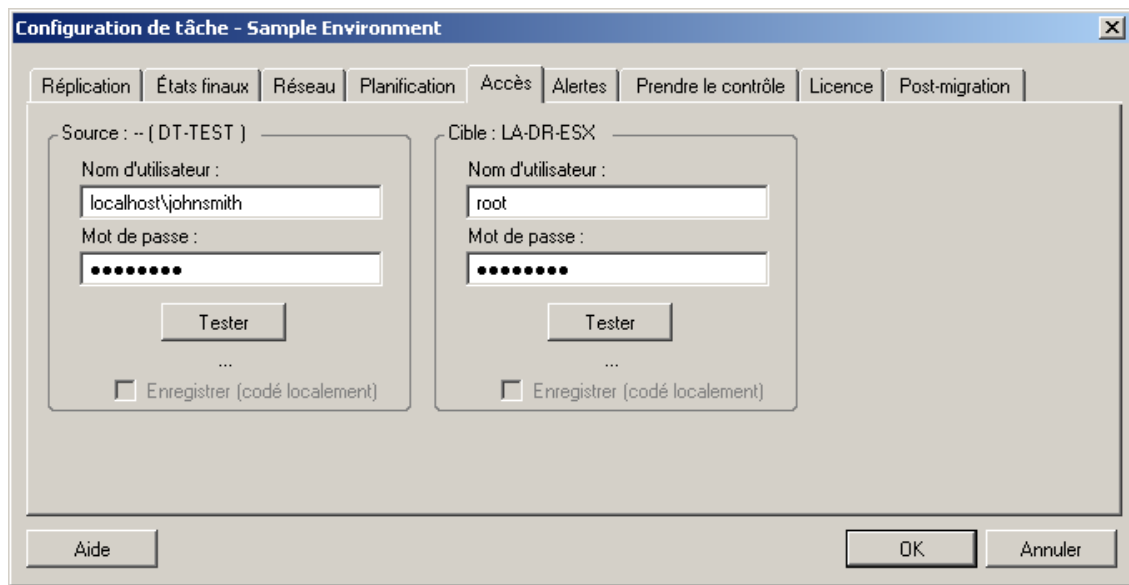 Configuration de tâche - Sample Environment
Réplication États finaux Réseau Planification Accès Alertes Prendre le contrôle Licence Post-migration
Source : -- ( DT-TEST )
Nom d'utilisateur :
localhost\johnsmith
Mot de passe :
●●●●●●●●
Tester
...
Enregistrer (codé localement)
Cible : LA-DR-ESX
Nom d'utilisateur :
root
Mot de passe :
●●●●●●●●
Tester
...
Enregistrer (codé localement)
Aide OK Annuler